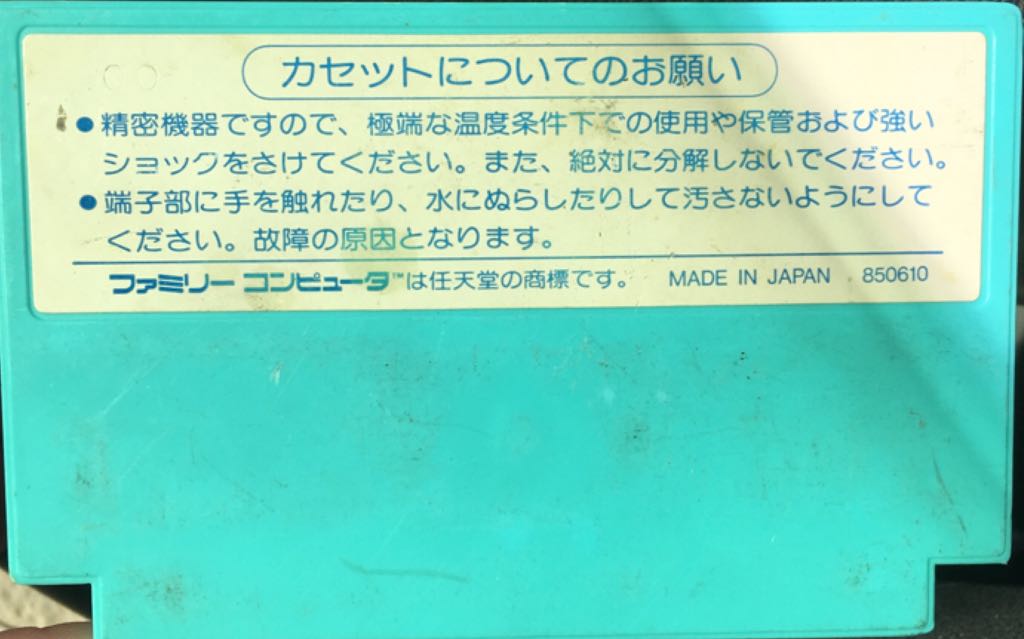 カセットについてのお願い
●精密機器ですので、極端な温度条件下での使用や保管および強い
ショックをさけてください。また、絶対に分解しないでください。
●端子部に手を触れたり、水にぬらしたりして汚さないようにして
ください。故障の原因となります。
ファミリー コンピュータ™は任天堂の商標です。 MADE IN JAPAN 850610